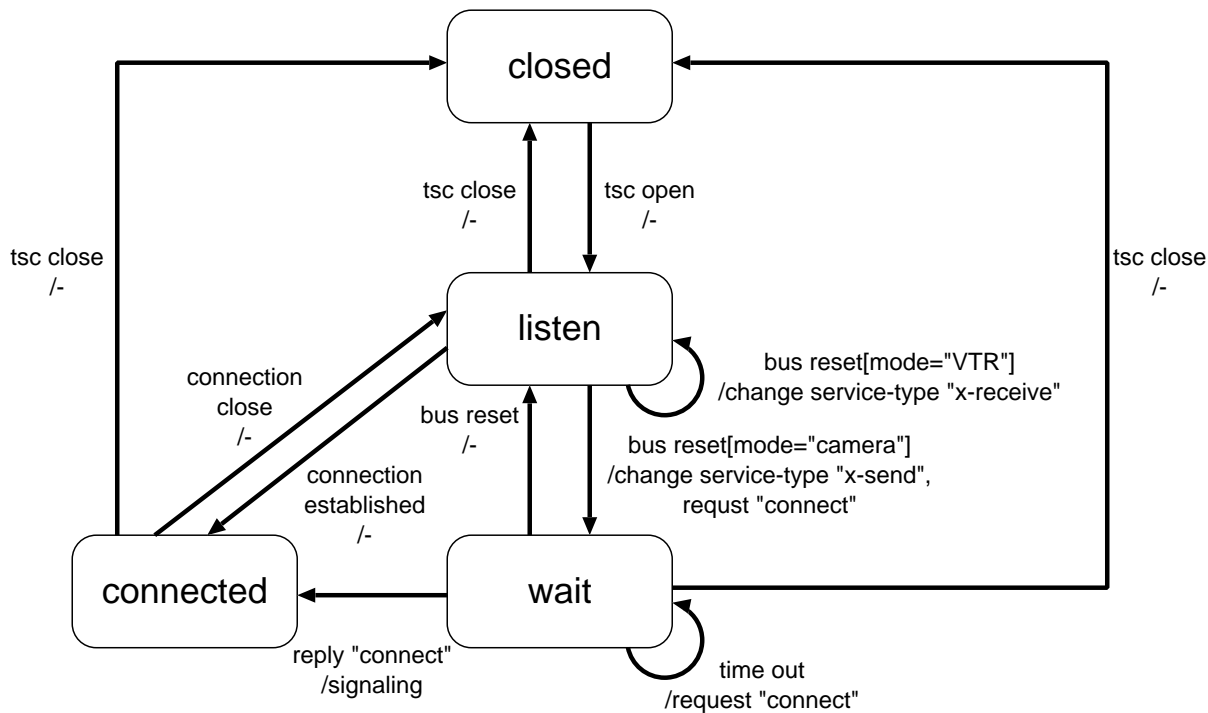 closed
tsc close
/-
tsc open
/-
tsc close
/-
tsc close
/-
listen
bus reset[mode="VTR"]
/change service-type "x-receive"
connection
close
/-
bus reset
/-
bus reset[mode="camera"]
/change service-type "x-send",
requst "connect"
connection
established
/-
connected
wait
reply "connect"
/signaling
time out
/request "connect"